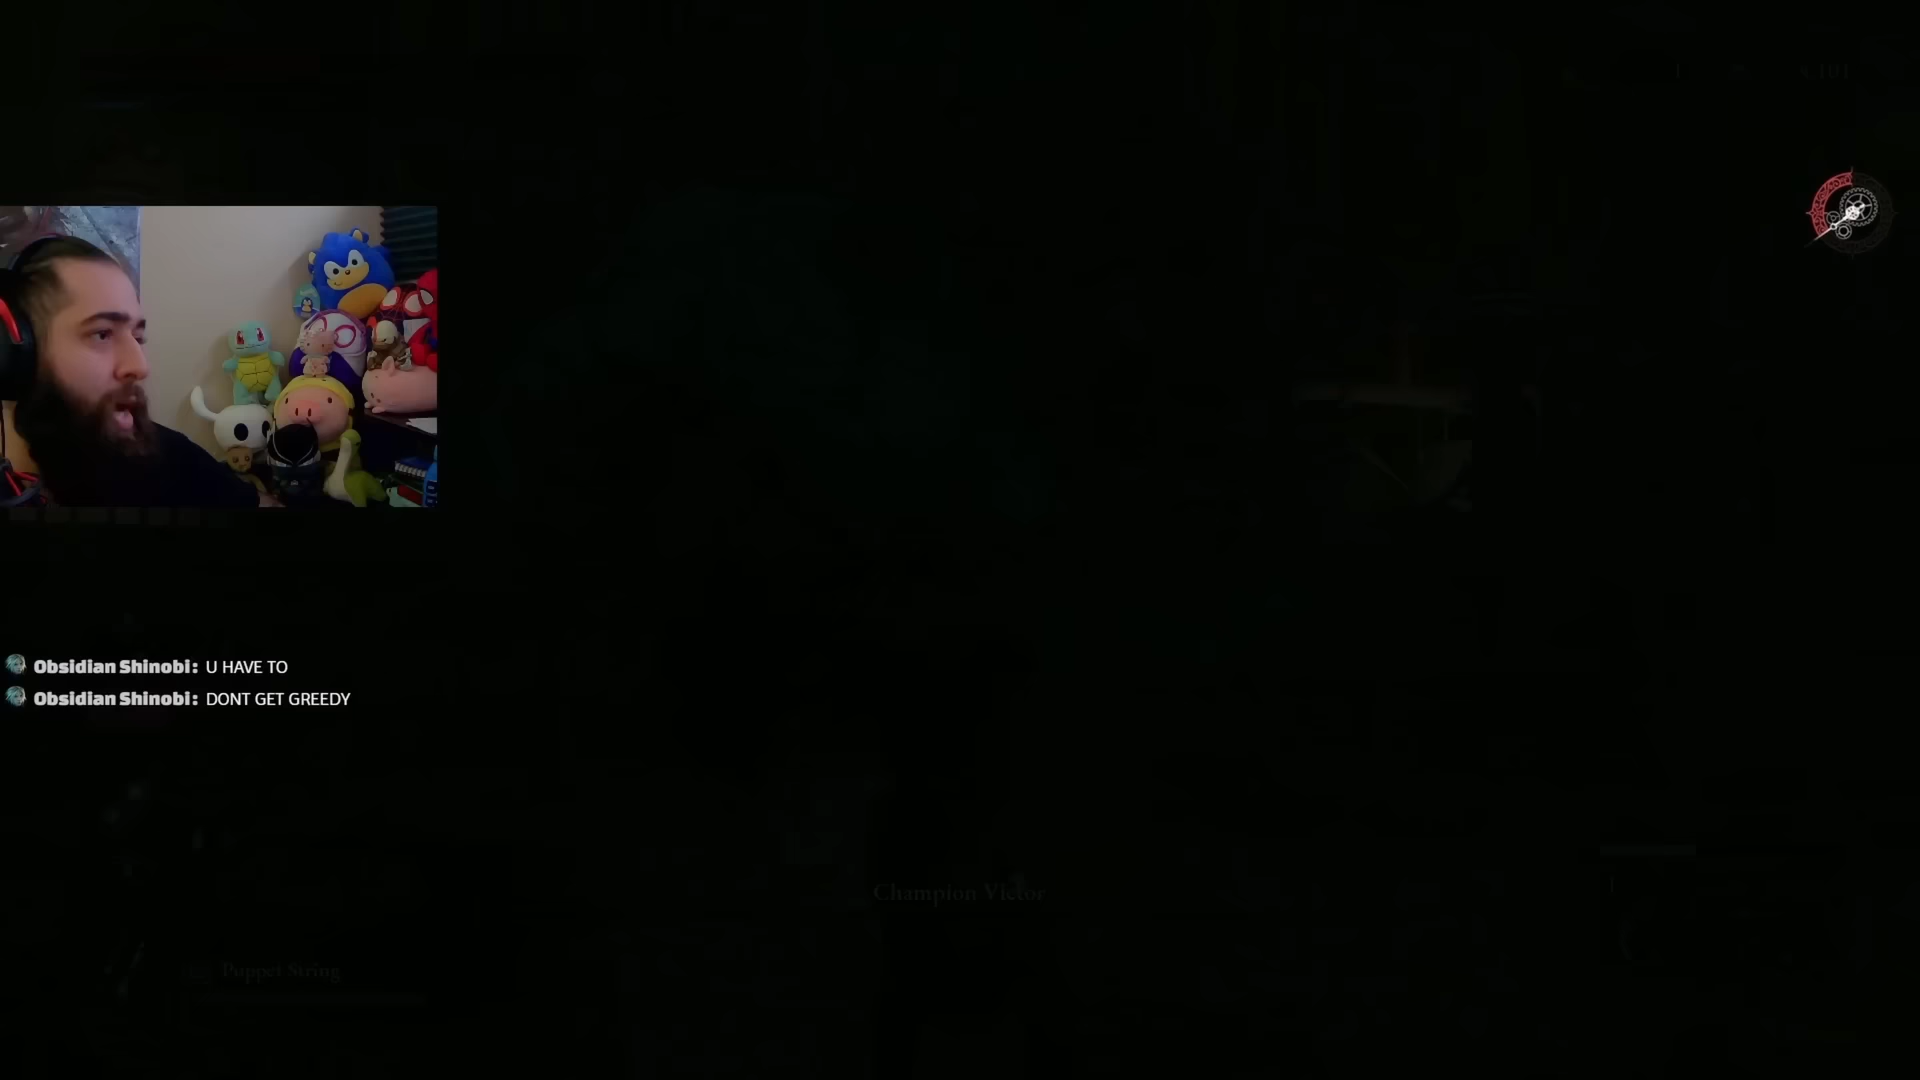 Obsidian Shinobi: U HAVE TO
Obsidian Shinobi: DONT GET GREEDY
Champion Victor
Puppet String